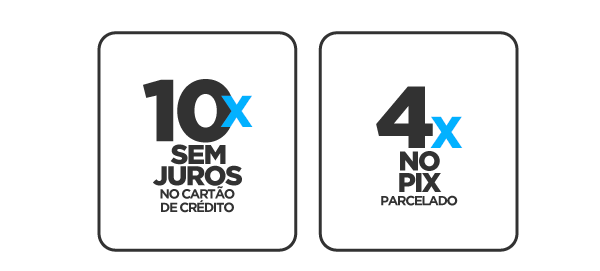 10x
SEM
JUROS
NO CARTÃO
DE CRÉDITO
4x
NO
PIX
PARCELADO